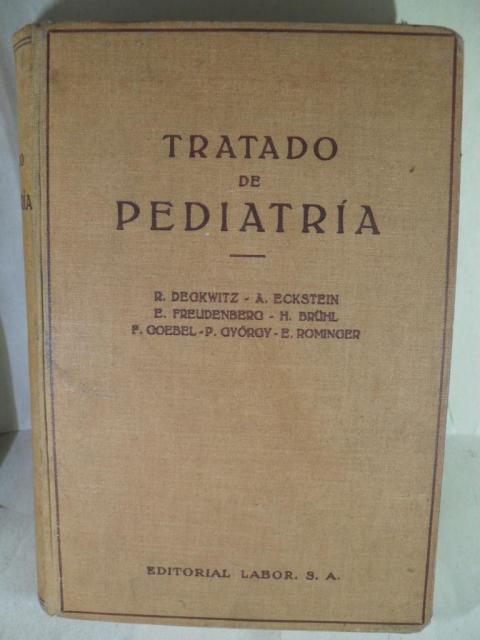 TRATADO
DE
PEDIATRÍA
R. DEGKWITZ - A. ECKSTEIN
E. FREUDENBERG - H. BRÜHL
F. GOEBEL - P. GYÖRGY - E. ROMINGER
EDITORIAL LABOR, S. A.